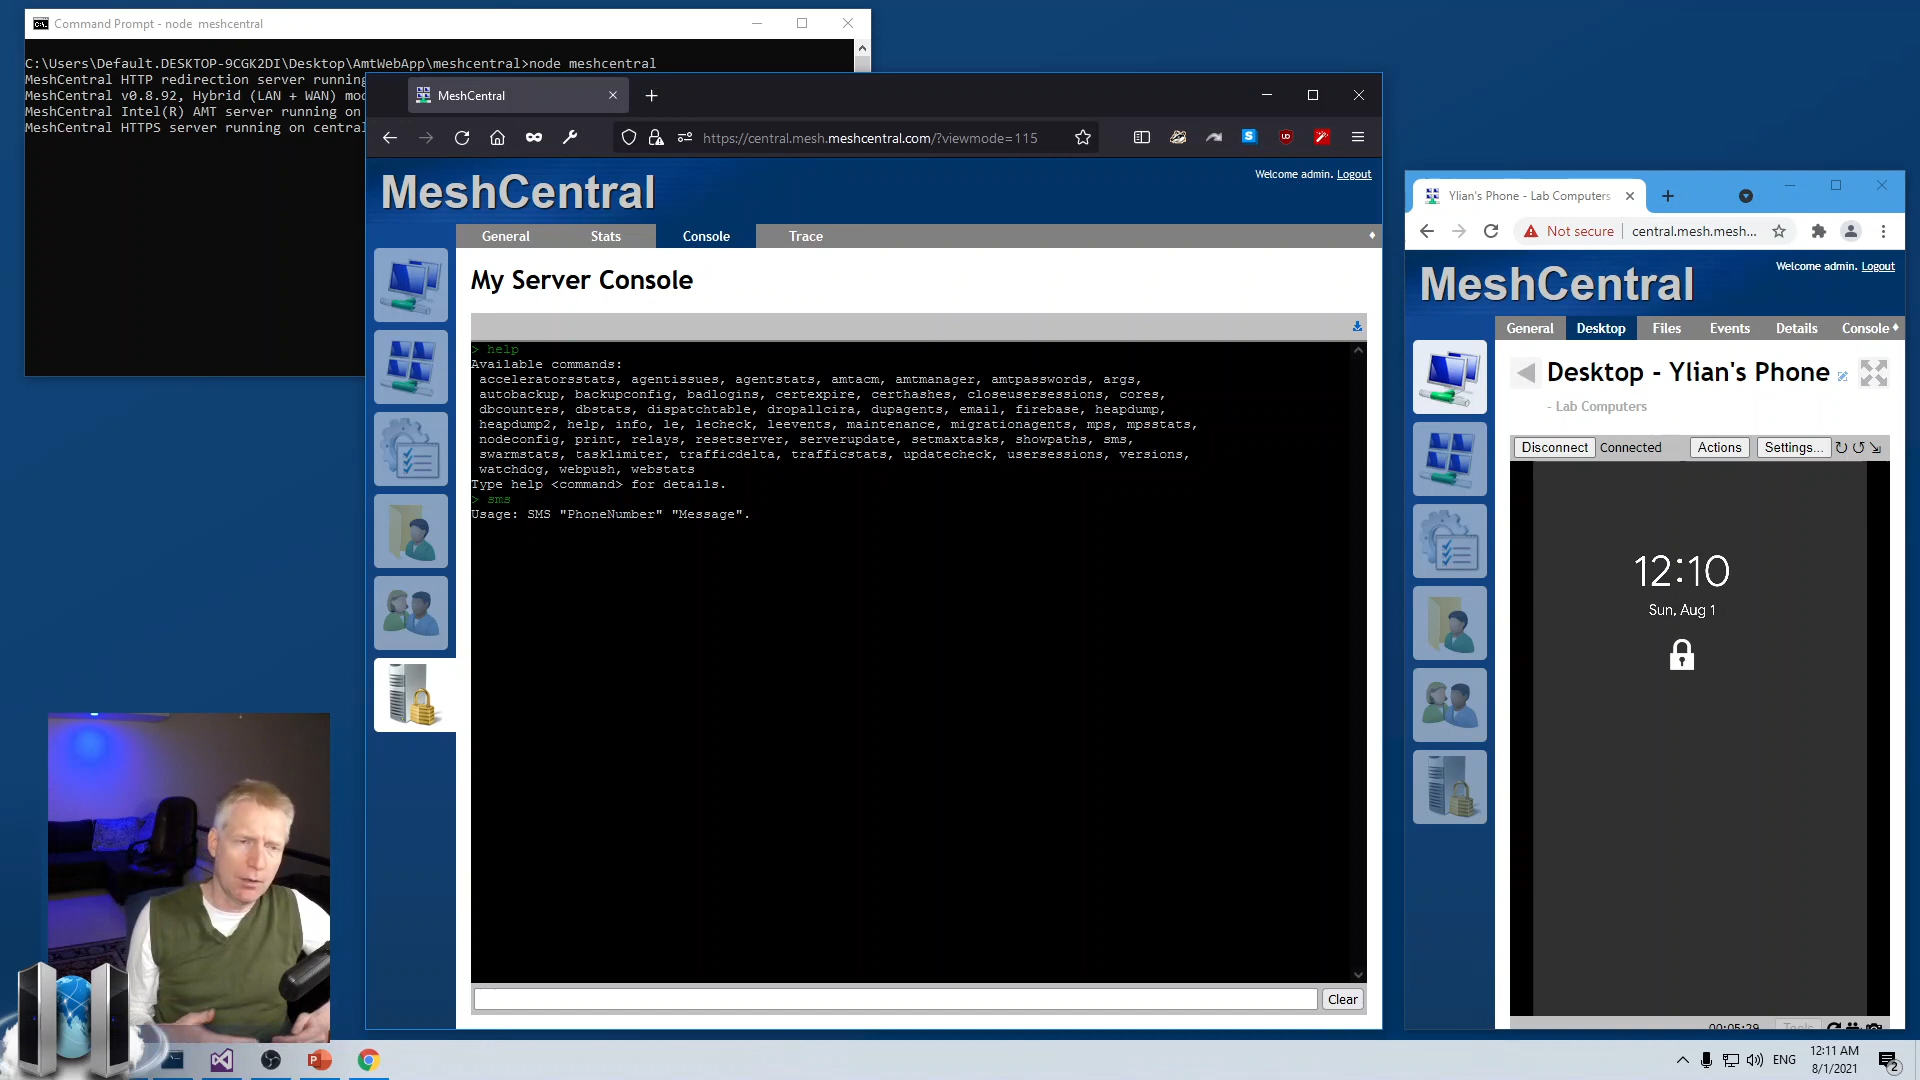 Command Prompt - node  meshcentral
C:\Users\Default.DESKTOP-9CGK2DI\Desktop\AmtWebApp\meshcentral>node meshcentral
MeshCentral HTTP redirection server running
MeshCentral v0.8.92, Hybrid (LAN + WAN) mod
MeshCentral Intel(R) AMT server running on
MeshCentral HTTPS server running on central
MeshCentral
https://central.mesh.meshcentral.com/?viewmode=115
MeshCentral
Welcome admin. Logout
General Stats Console Trace
My Server Console
> help
Available commands:
acceleratorsstats, agentissues, agentstats, amtacm, amtmanager, amtpasswords, args,
autobackup, backupconfig, badlogins, certexpire, certhashes, closeusersessions, cores,
dbcounters, dbstats, dispatchtable, dropallcira, dupagents, email, firebase, heapdump,
heapdump2, help, info, le, lecheck, leevents, maintenance, migrationagents, mps, mpsstats,
nodeconfig, print, relays, resetserver, serverupdate, setmaxtasks, showpaths, sms,
swarmstats, tasklimiter, trafficdelta, trafficstats, updatecheck, usersessions, versions,
watchdog, webpush, webstats
Type help <command> for details.
> sms
Usage: SMS "PhoneNumber" "Message".
Clear
Ylian's Phone - Lab Computers
Not secure central.mesh.mesh...
MeshCentral
Welcome admin. Logout
General Desktop Files Events Details Console
Desktop - Ylian's Phone
- Lab Computers
Disconnect Connected Actions Settings...
12:10
Sun, Aug 1
00:05:29 Tools
ENG
12:11 AM
8/1/2021
2